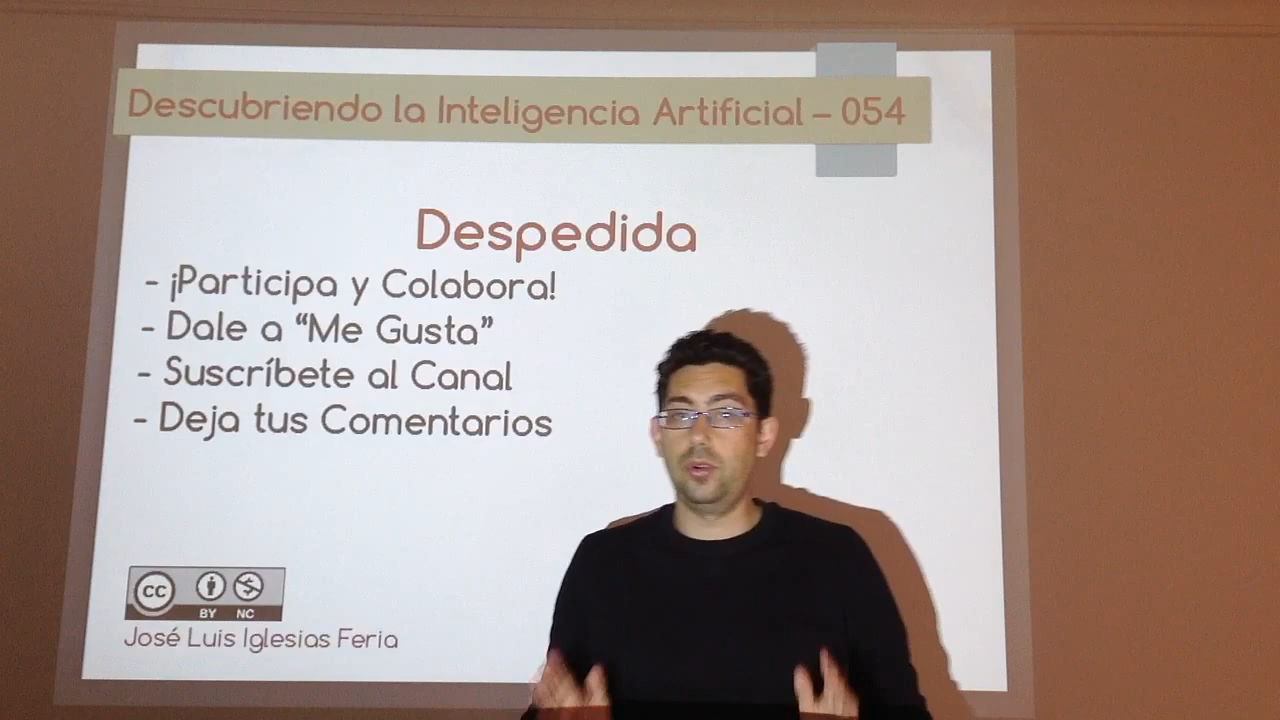 Descubriendo la Inteligencia Artificial – 054
Despedida
- ¡Participa y Colabora!
- Dale a “Me Gusta”
- Suscríbete al Canal
- Deja tus Comentarios
cc
BY NC
José Luis Iglesias Feria